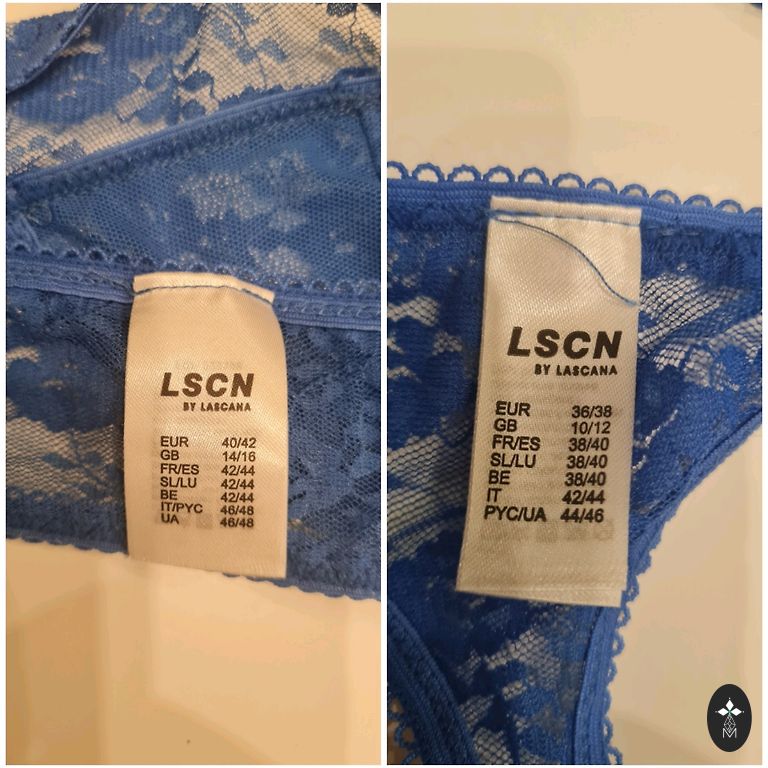 LSCN
BY LASCANA
EUR 40/42
GB 14/16
FR/ES 42/44
SL/LU 42/44
BE 42/44
IT/PYC 46/48
UA 46/48
LSCN
BY LASCANA
EUR 36/38
GB 10/12
FR/ES 38/40
SL/LU 38/40
BE 38/40
IT 42/44
PYC/UA 44/46
M